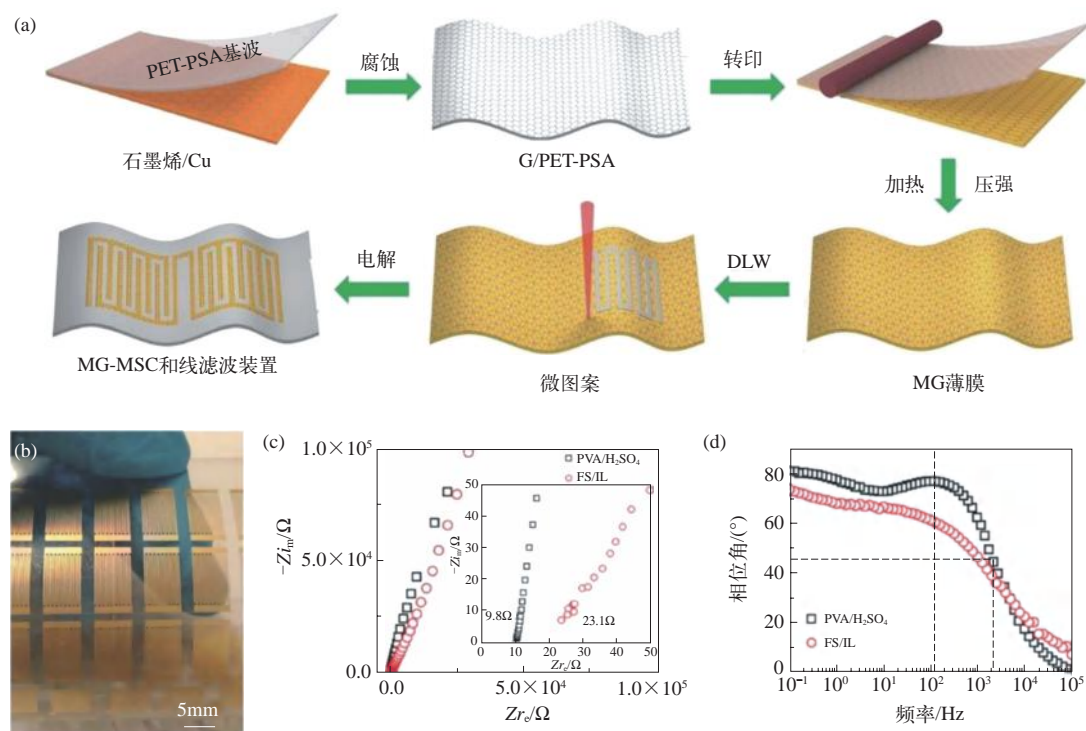 (a)
PET-PSA基波
腐蚀
转印
石墨烯/Cu
G/PET-PSA
加热 压强
电解
DLW
MG-MSC和线滤波装置
微图案
MG薄膜
(b)
5mm
(c)
1.0×10⁵
5.0×10⁴
0.0
-Zi_m/Ω
0.0
5.0×10⁴
1.0×10⁵
Zr_e/Ω
PVA/H₂SO₄
FS/IL
50
40
30
20
10
0
-Zi_m/Ω
9.8Ω
23.1Ω
0 10 20 30 40 50
Zr_e/Ω
(d)
80
60
40
20
0
相位角/(°)
PVA/H₂SO₄
FS/IL
10⁻¹ 10⁰ 10¹ 10² 10³ 10⁴ 10⁵
频率/Hz